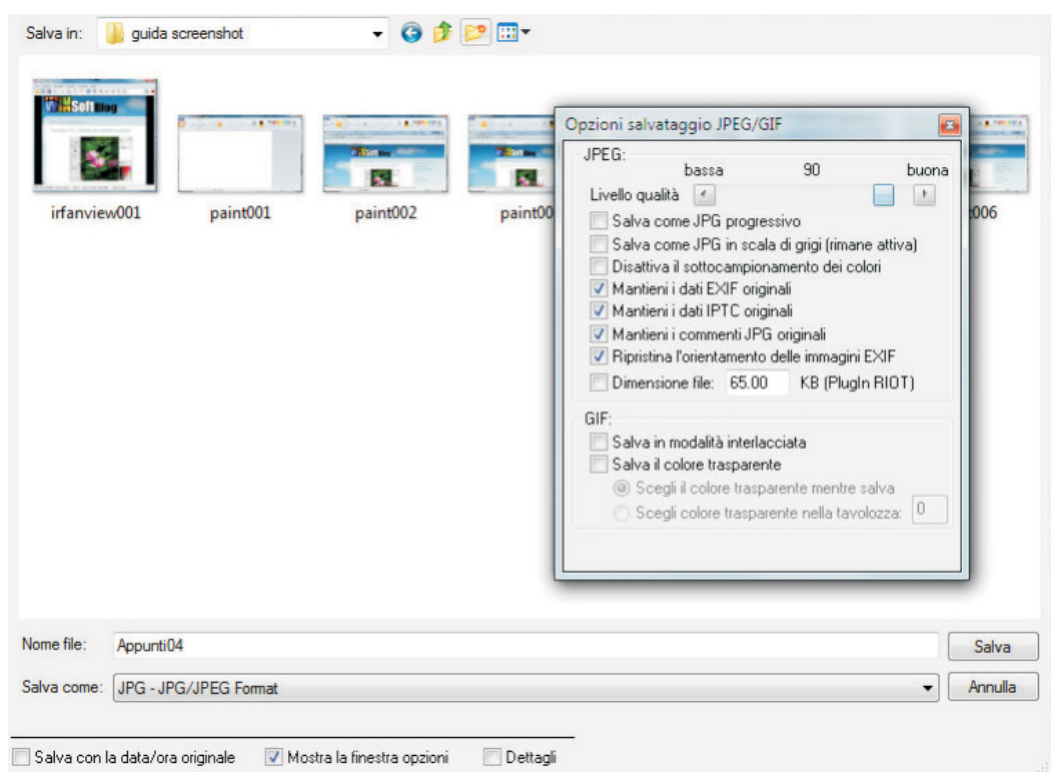 Salva in: guida screenshot
WinSoftBlog
irfanview001 paint001 paint002 paint00 006
Opzioni salvataggio JPEG/GIF
JPEG:
bassa 90 buona
Livello qualità
Salva come JPG progressivo
Salva come JPG in scala di grigi (rimane attiva)
Disattiva il sottocampionamento dei colori
Mantieni i dati EXIF originali
Mantieni i dati IPTC originali
Mantieni i commenti JPG originali
Ripristina l'orientamento delle immagini EXIF
Dimensione file: 65.00 KB (PlugIn RIOT)
GIF:
Salva in modalità interlacciata
Salva il colore trasparente
Scegli il colore trasparente mentre salva
Scegli colore trasparente nella tavolozza: 0
Nome file: Appunti04 Salva
Salva come: JPG - JPG/JPEG Format Annulla
Salva con la data/ora originale Mostra la finestra opzioni Dettagli